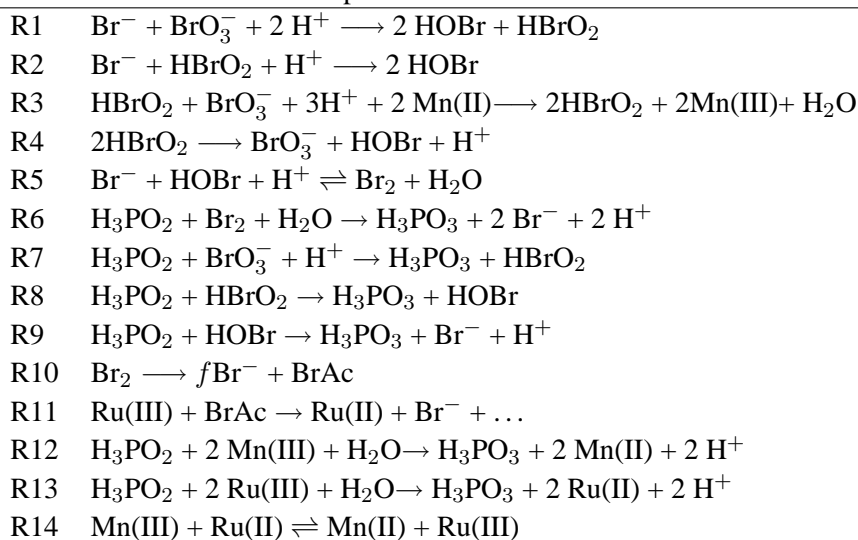 R1 Br⁻ + BrO₃⁻ + 2 H⁺ ⟶ 2 HOBr + HBrO₂
R2 Br⁻ + HBrO₂ + H⁺ ⟶ 2 HOBr
R3 HBrO₂ + BrO₃⁻ + 3H⁺ + 2 Mn(II) ⟶ 2HBrO₂ + 2Mn(III)+ H₂O
R4 2HBrO₂ ⟶ BrO₃⁻ + HOBr + H⁺
R5 Br⁻ + HOBr + H⁺ ⇌ Br₂ + H₂O
R6 H₃PO₂ + Br₂ + H₂O → H₃PO₃ + 2 Br⁻ + 2 H⁺
R7 H₃PO₂ + BrO₃⁻ + H⁺ → H₃PO₃ + HBrO₂
R8 H₃PO₂ + HBrO₂ → H₃PO₃ + HOBr
R9 H₃PO₂ + HOBr → H₃PO₃ + Br⁻ + H⁺
R10 Br₂ ⟶ fBr⁻ + BrAc
R11 Ru(III) + BrAc → Ru(II) + Br⁻ + …
R12 H₃PO₂ + 2 Mn(III) + H₂O→ H₃PO₃ + 2 Mn(II) + 2 H⁺
R13 H₃PO₂ + 2 Ru(III) + H₂O→ H₃PO₃ + 2 Ru(II) + 2 H⁺
R14 Mn(III) + Ru(II) ⇌ Mn(II) + Ru(III)